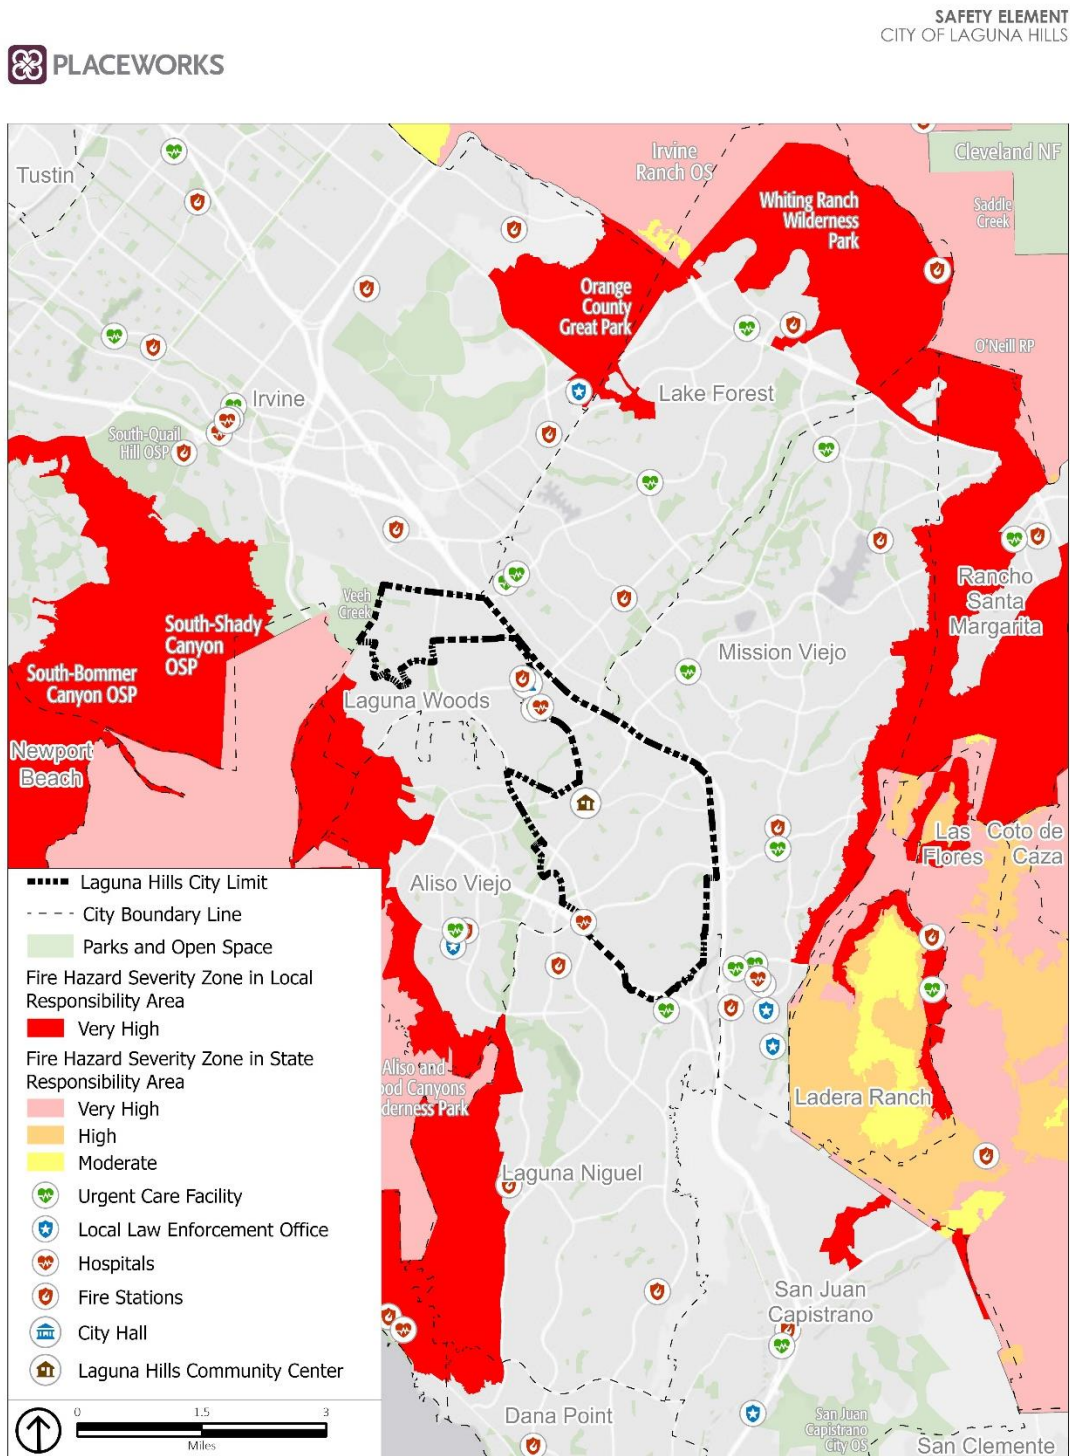 SAFETY ELEMENT
CITY OF LAGUNA HILLS
PLACEWORKS
Tustin
Irvine
Ranch OS
Cleveland NF
Whiting Ranch
Wilderness
Park
Saddle
Creek
Orange
County
Great Park
O'Neill RP
Lake Forest
Irvine
South-Quail
Hill OSP
Rancho
Santa
Margarita
Veeh
Creek
South-Shady
Canyon
OSP
Mission Viejo
South-Bommer
Canyon OSP
Laguna Woods
Newport
Beach
Las
Flores
Coto de
Caza
Aliso Viejo
Laguna Hills City Limit
City Boundary Line
Parks and Open Space
Fire Hazard Severity Zone in Local
Responsibility Area
Very High
Fire Hazard Severity Zone in State
Responsibility Area
Very High
High
Moderate
Urgent Care Facility
Local Law Enforcement Office
Hospitals
Fire Stations
City Hall
Laguna Hills Community Center
0 1.5 3
Miles
Aliso and
ood Canyons
derness Park
Ladera Ranch
Laguna Niguel
San Juan
Capistrano
Dana Point
San Juan
Capistrano
City OS
San Clemente